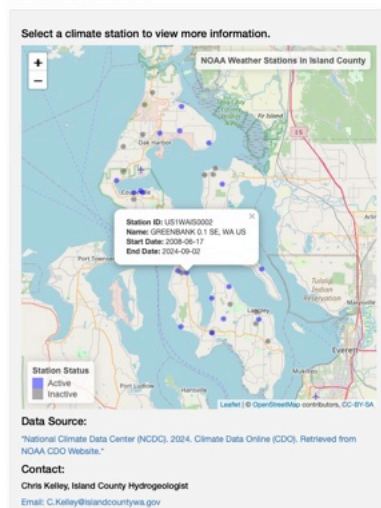 Select a climate station to view more information.
+
−
NOAA Weather Stations in Island County
Fir Island
Oak Harbor
Station ID: US1WAIS0002
Name: GREENBANK 0.1 SE, WA US
Start Date: 2008-06-17
End Date: 2024-09-02
×
Port Townsend
Tulalip
Indian
Reservation
Marysville
Langley
Everett
Mukilteo
Port Ludlow
Hansville
Station Status
Active
Inactive
Leaflet | © OpenStreetMap contributors, CC-BY-SA
Data Source:
"National Climate Data Center (NCDC). 2024. Climate Data Online (CDO). Retrieved from
NOAA CDO Website."
Contact:
Chris Kelley, Island County Hydrogeologist
Email: C.Kelley@islandcountywa.gov